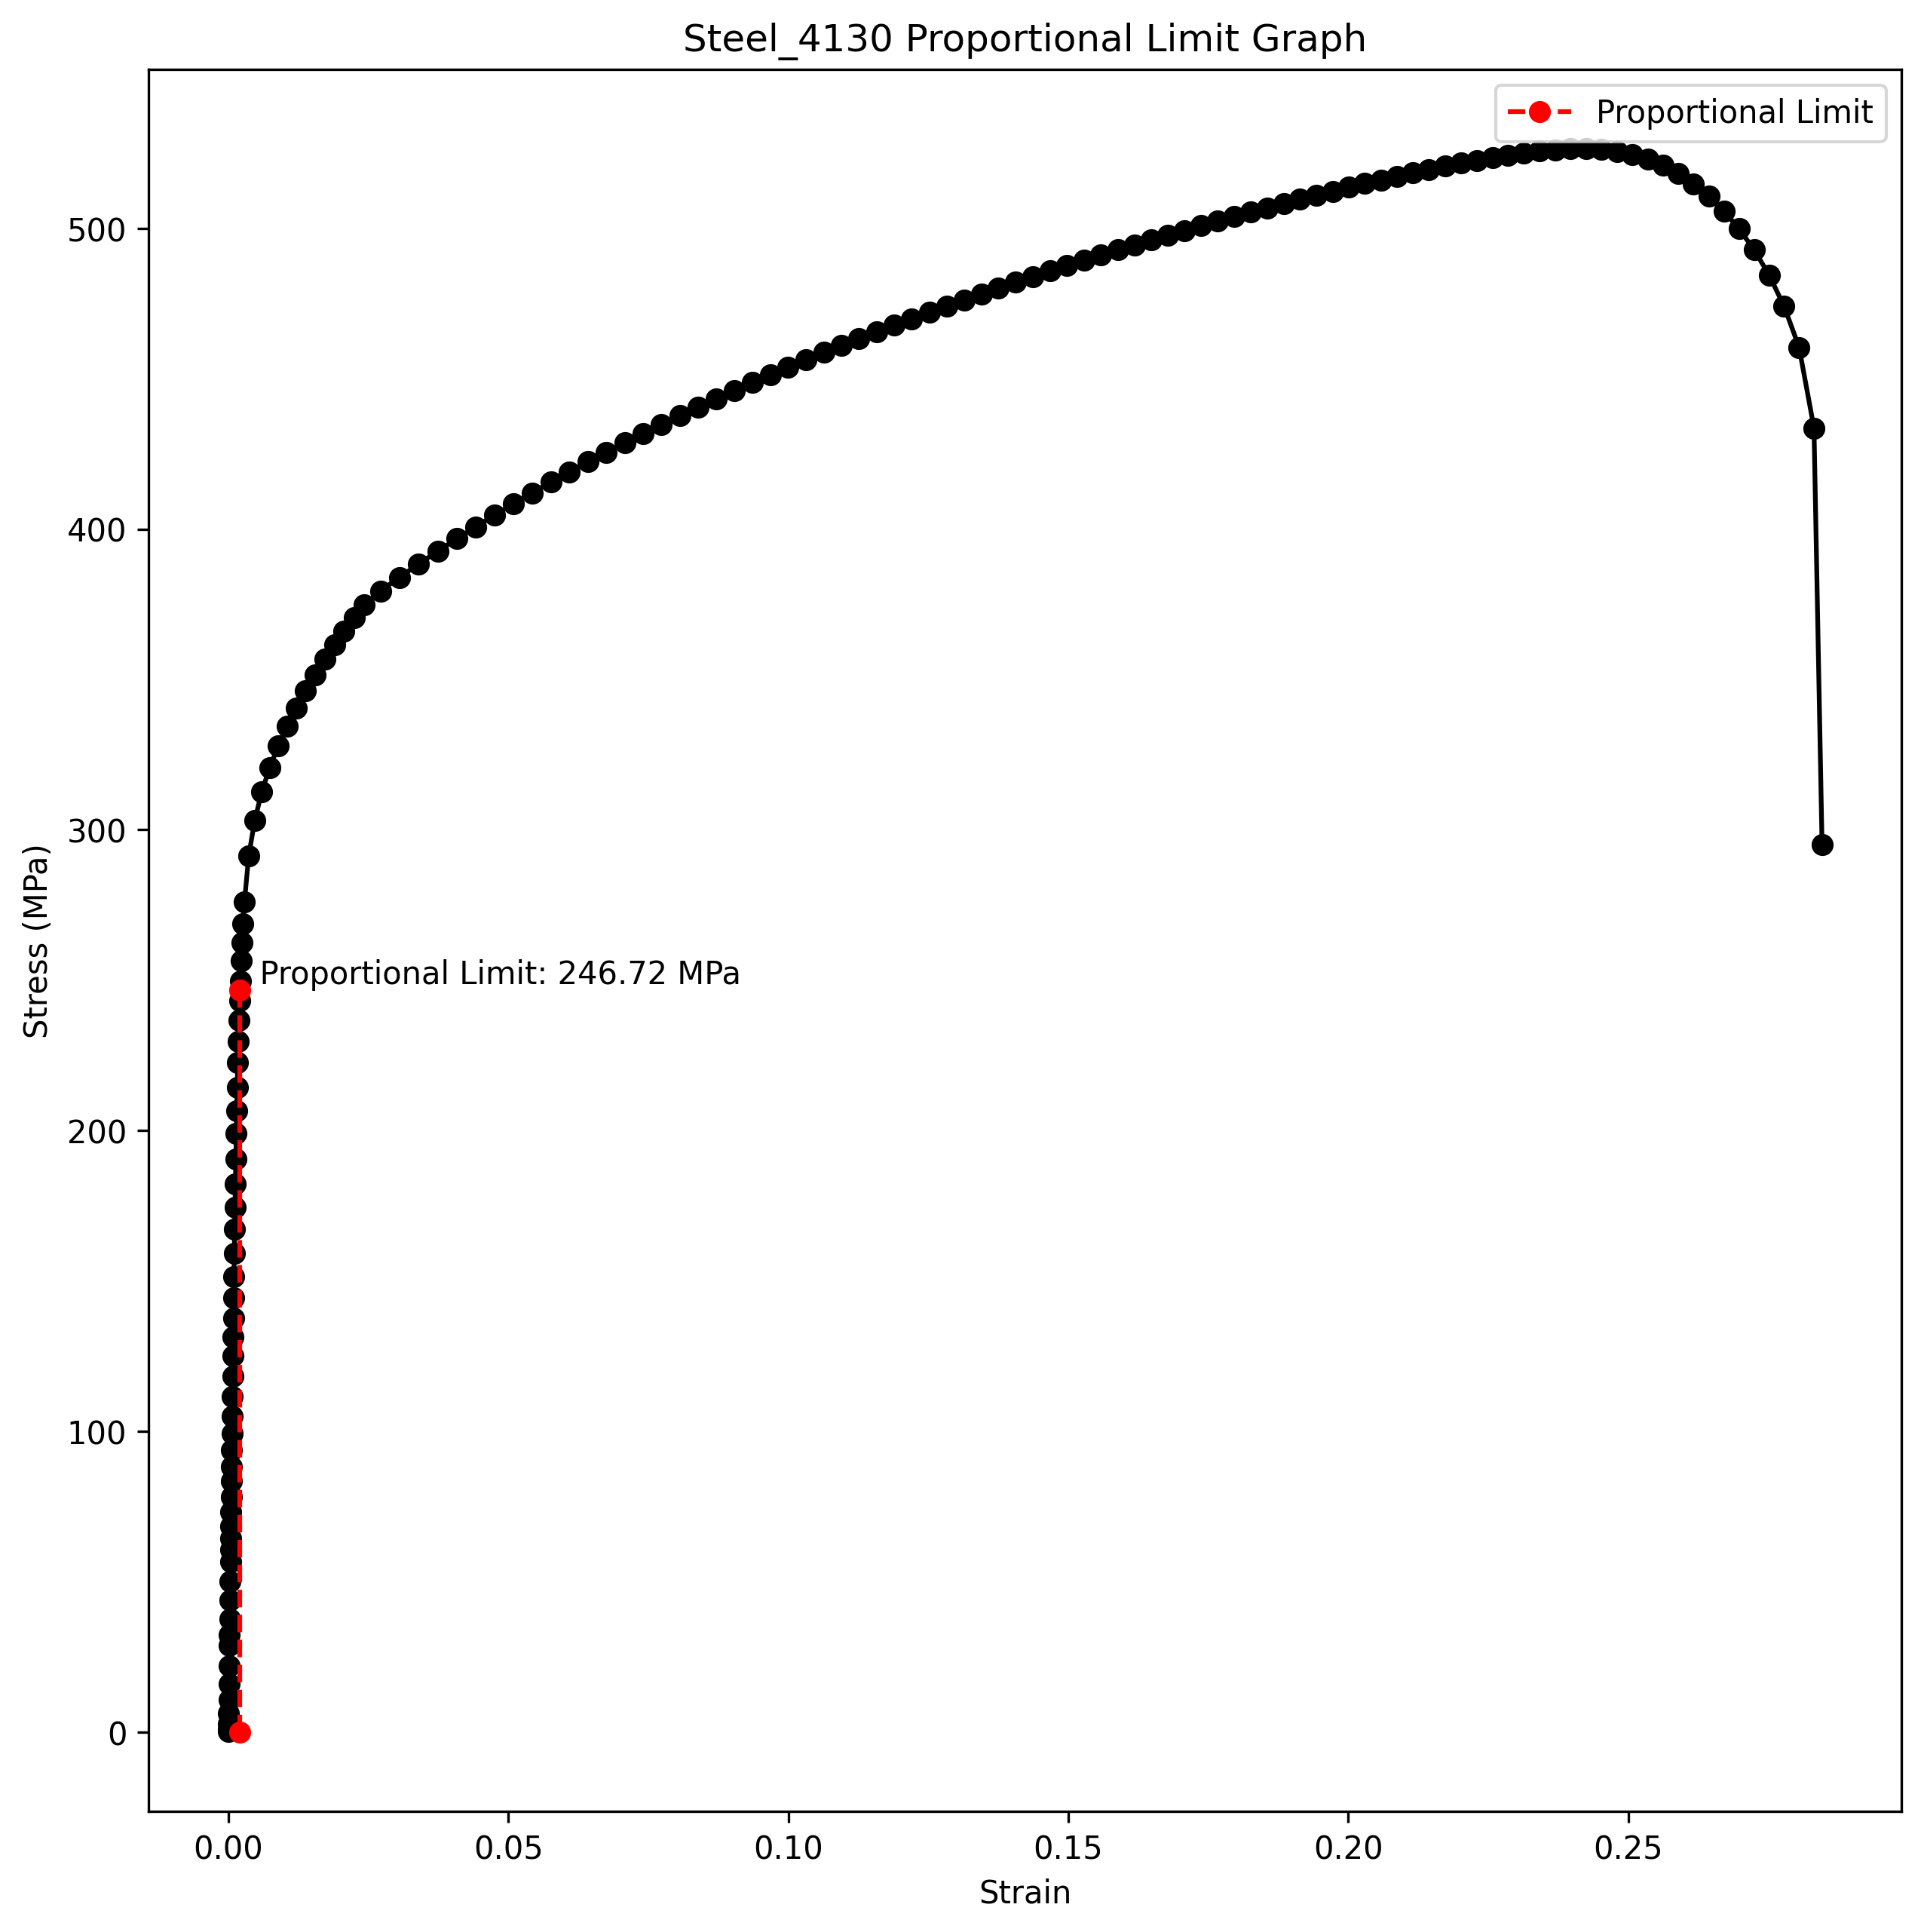 Steel_4130 Proportional Limit Graph
Proportional Limit
500
400
300
200
100
0
Stress (MPa)
Proportional Limit: 246.72 MPa
0.00 0.05 0.10 0.15 0.20 0.25
Strain